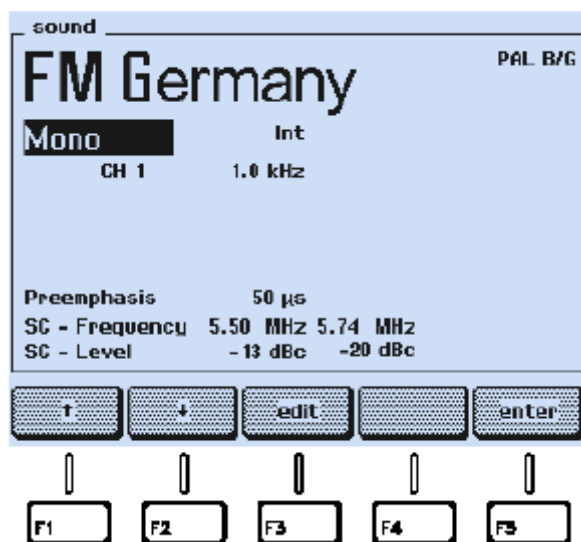 sound
FM Germany PAL B/G
Mono Int
CH 1 1.0 kHz
Preemphasis 50 µs
SC - Frequency 5.50 MHz 5.74 MHz
SC - Level -13 dBc -20 dBc
↑ ↓ edit enter
F1 F2 F3 F4 F5